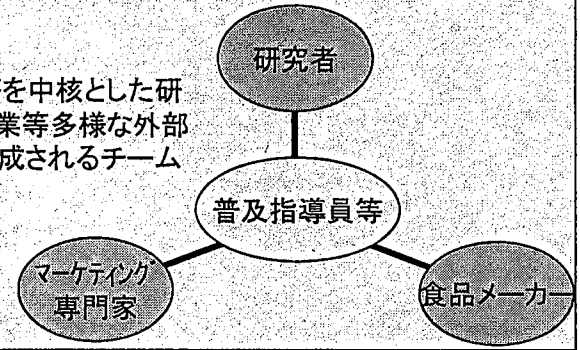 研究者
を中核とした研
業等多様な外部
成されるチーム
普及指導員等
マーケティング
専門家
食品メーカー